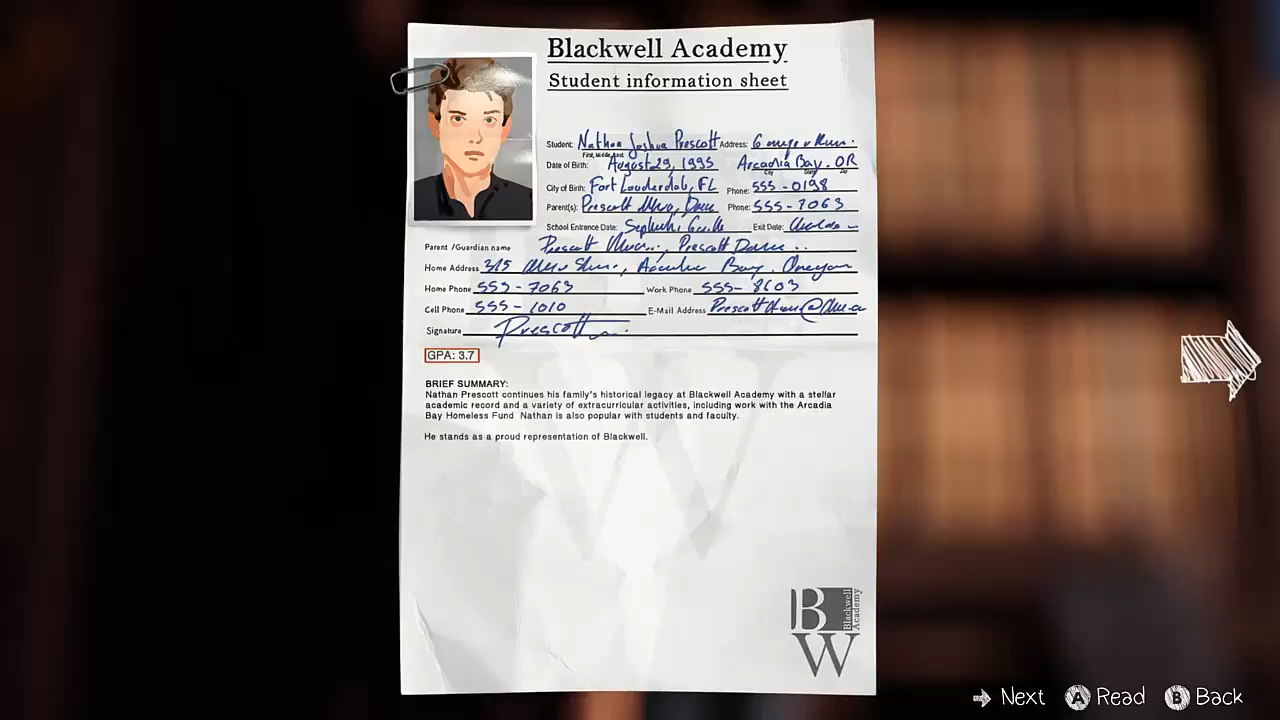 Blackwell Academy
Student information sheet
Student: Nathan Joshua Prescott Address:
First, Middle, Last
Date of Birth: August 29, 1995 Arcadia Bay. OR
City State Zip
City of Birth: Fort Lauderdale, FL Phone: 555-0198
Parent(s): Prescott Phone: 555-7063
School Entrance Date: Exit Date:
Parent /Guardian name Prescott Prescott
Home Address 315 Bay, Oregon
Home Phone 555-7063 Work Phone 555-8103
Cell Phone 555-1010 E-Mail Address
Signature Prescott
GPA: 3.7
BRIEF SUMMARY:
Nathan Prescott continues his family's historical legacy at Blackwell Academy with a stellar
academic record and a variety of extracurricular activities, including work with the Arcadia
Bay Homeless Fund Nathan is also popular with students and faculty.
He stands as a proud representation of Blackwell.
B W
Blackwell
Academy
Next A Read B Back